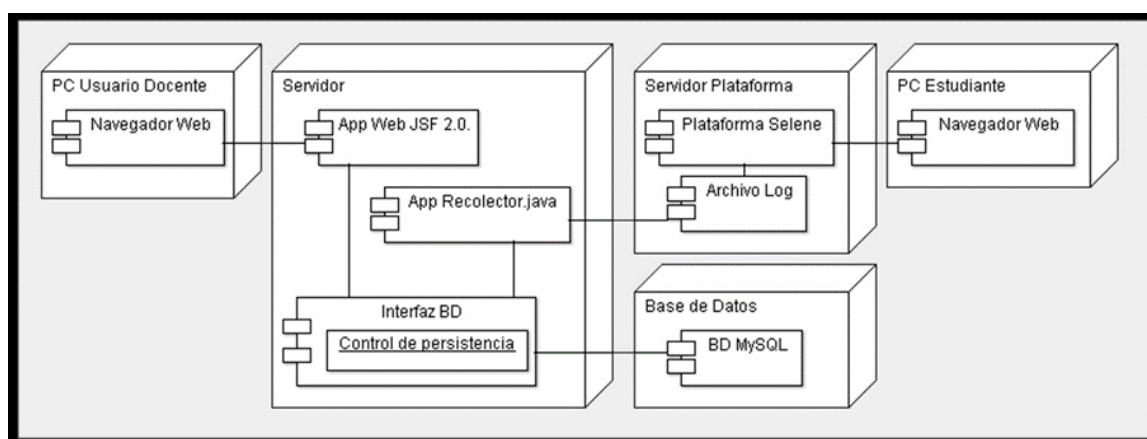 PC Usuario Docente
Navegador Web
Servidor
App Web JSF 2.0.
App Recolector.java
Interfaz BD
Control de persistencia
Servidor Plataforma
Plataforma Selene
Archivo Log
PC Estudiante
Navegador Web
Base de Datos
BD MySQL